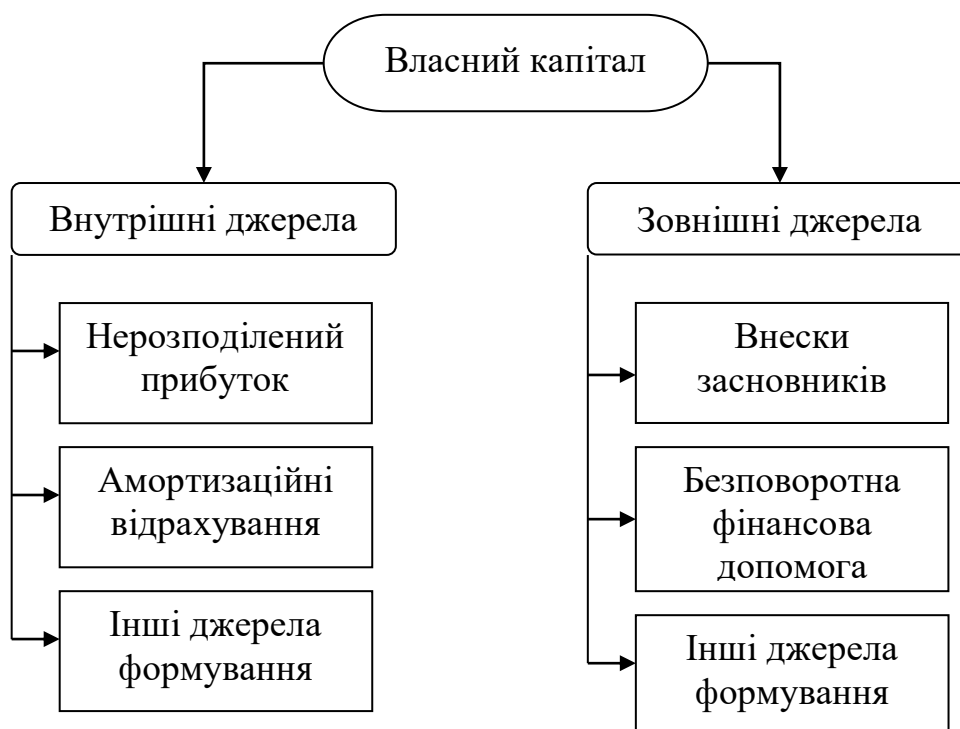 Власний капітал
Внутрішні джерела
Нерозподілений
прибуток
Амортизаційні
відрахування
Інші джерела
формування
Зовнішні джерела
Внески
засновників
Безповоротна
фінансова
допомога
Інші джерела
формування